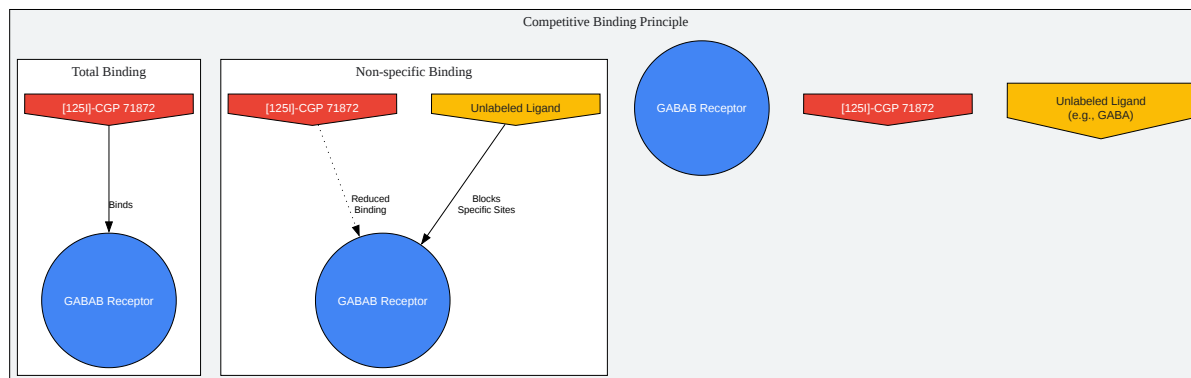 Competitive Binding Principle
Total Binding
[125I]-CGP 71872
Binds
GABAB Receptor
Non-specific Binding
[125I]-CGP 71872
Unlabeled Ligand
Reduced
Binding
Blocks
Specific Sites
GABAB Receptor
GABAB Receptor
[125I]-CGP 71872
Unlabeled Ligand
(e.g., GABA)